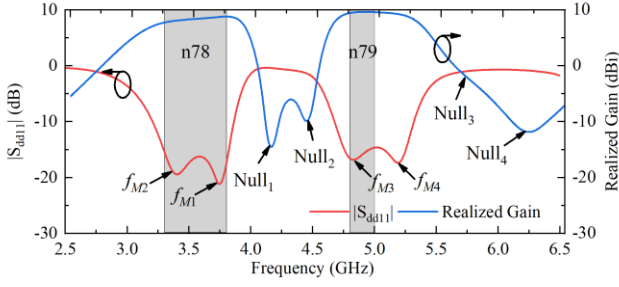 10
10
0
0
-10
-10
-20
-20
-30
-30
|S_dd11| (dB)
Realized Gain (dBi)
n78
n79
f_M2
f_M1
Null_1
Null_2
f_M3
f_M4
Null_3
Null_4
|S_dd11|
Realized Gain
2.5 3.0 3.5 4.0 4.5 5.0 5.5 6.0 6.5
Frequency (GHz)